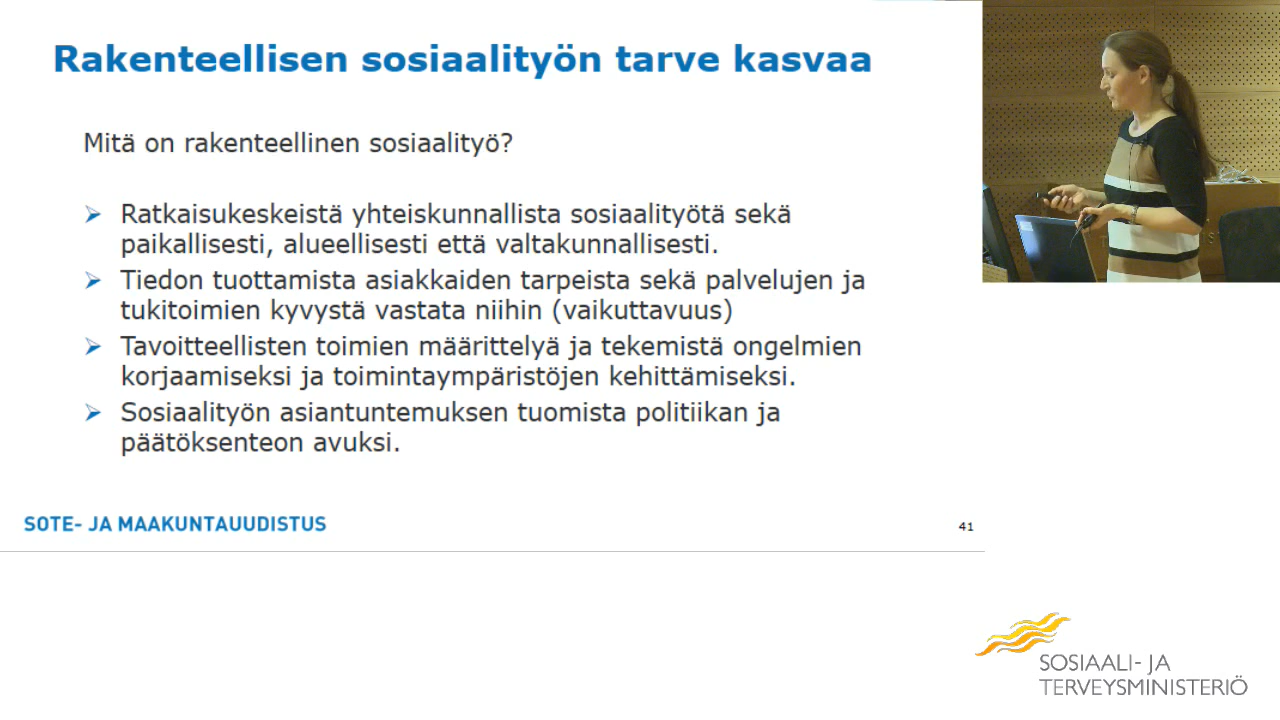 Rakenteellisen sosiaalityön tarve kasvaa
Mitä on rakenteellinen sosiaalityö?
Ratkaisukeskeistä yhteiskunnallista sosiaalityötä sekä
paikallisesti, alueellisesti että valtakunnallisesti.
Tiedon tuottamista asiakkaiden tarpeista sekä palvelujen ja
tukitoimien kyvystä vastata niihin (vaikuttavuus)
Tavoitteellisten toimien määrittelyä ja tekemistä ongelmien
korjaamiseksi ja toimintaympäristöjen kehittämiseksi.
Sosiaalityön asiantuntemuksen tuomista politiikan ja
päätöksenteon avuksi.
SOTE- JA MAAKUNTAUUDISTUS
41
SOSIAALI- JA
TERVEYSMINISTERIÖ